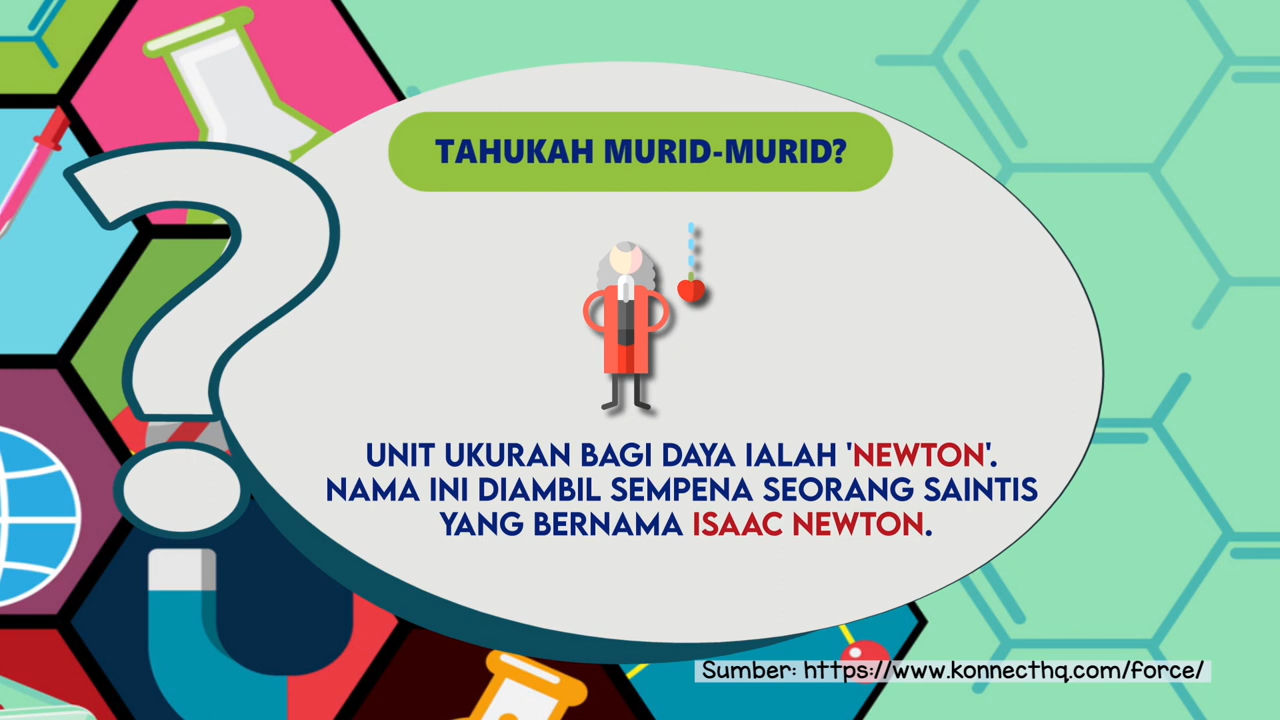 TAHUKAH MURID-MURID?
UNIT UKURAN BAGI DAYA IALAH 'NEWTON'.
NAMA INI DIAMBIL SEMPENA SEORANG SAINTIS
YANG BERNAMA ISAAC NEWTON.
Sumber: https://www.konnecthq.com/force/